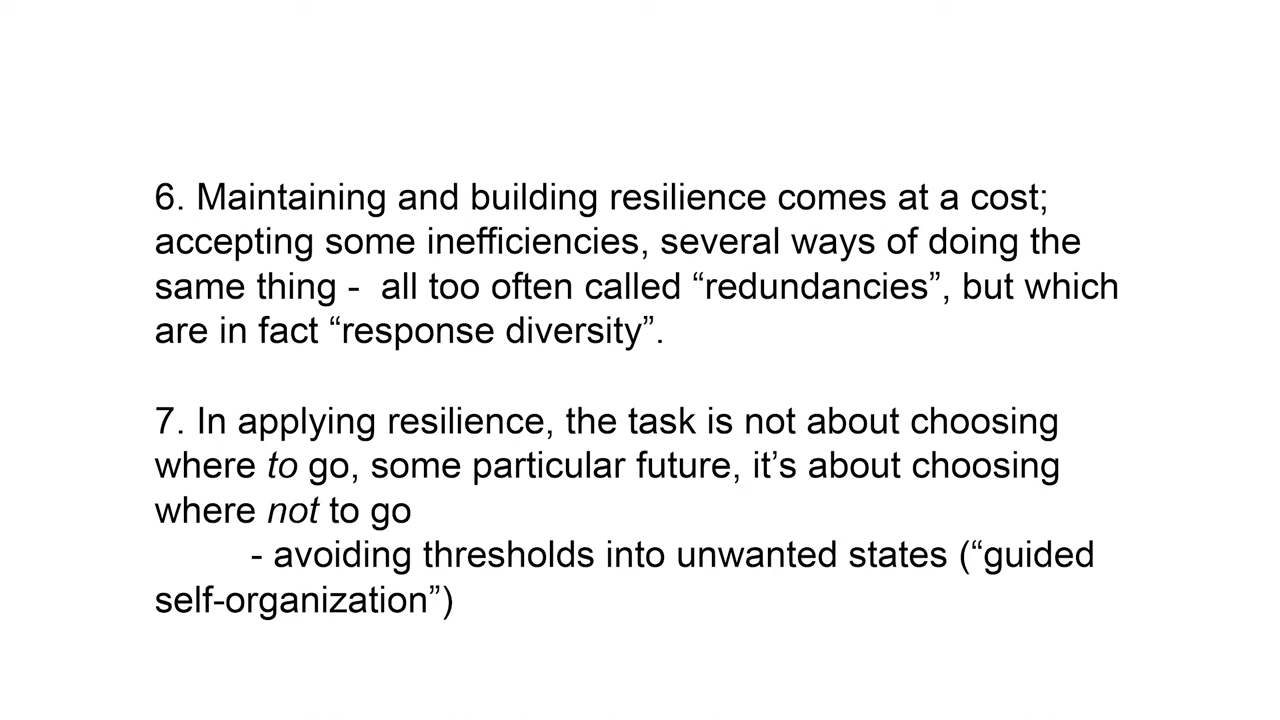 6. Maintaining and building resilience comes at a cost;
accepting some inefficiencies, several ways of doing the
same thing -  all too often called “redundancies”, but which
are in fact “response diversity”.
7. In applying resilience, the task is not about choosing
where to go, some particular future, it’s about choosing
where not to go
- avoiding thresholds into unwanted states (“guided
self-organization”)